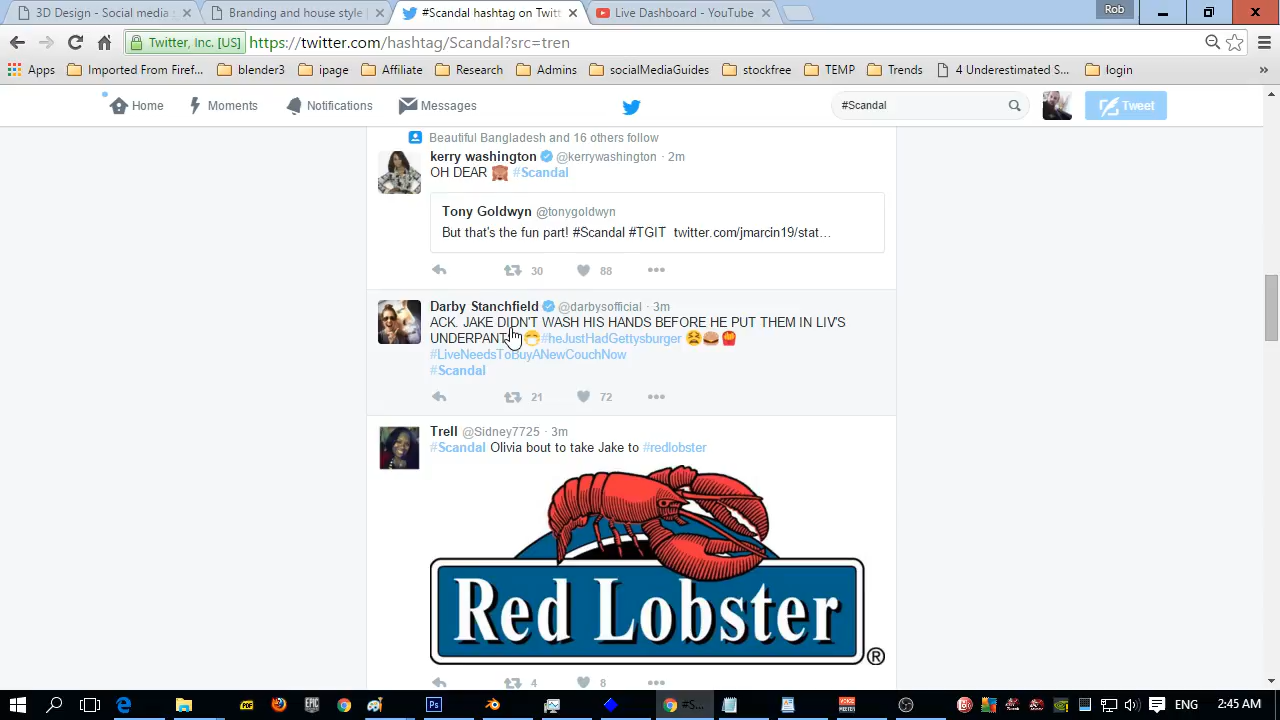 3D Design - Social media
Branding and house style
#Scandal hashtag on Twitt
Live Dashboard - YouTube
Rob
Twitter, Inc. [US]
https://twitter.com/hashtag/Scandal?src=tren
Apps
Imported From Firef...
blender3
ipage
Affiliate
Research
Admins
socialMediaGuides
stockfree
TEMP
Trends
4 Underestimated S...
login
»
Home
Moments
Notifications
Messages
#Scandal
Tweet
Beautiful Bangladesh and 16 others follow
kerry washington @kerrywashington · 2m
OH DEAR 🙈 #Scandal
Tony Goldwyn @tonygoldwyn
But that's the fun part! #Scandal #TGIT twitter.com/jmarcin19/stat...
30 88
Darby Stanchfield @darbysofficial · 3m
ACK. JAKE DIDN'T WASH HIS HANDS BEFORE HE PUT THEM IN LIV'S
#heJustHadGettysburger 😫🍔🍟
#LiveNeedsToBuyANewCouchNow
#Scandal
21 72
Trell @Sidney7725 · 3m
#Scandal Olivia bout to take Jake to #redlobster
Red Lobster
®
4 8
#S...
2:45 AM